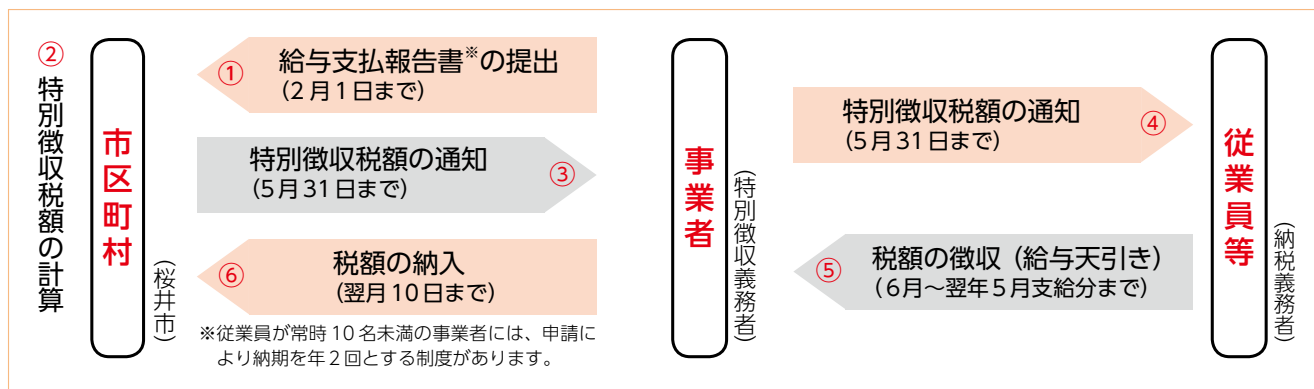 ②
特別徴収税額の計算
市区町村
（桜井市）
①
給与支払報告書※の提出
（2月1日まで）
特別徴収税額の通知
（5月31日まで）
③
⑥
税額の納入
（翌月10日まで）
※従業員が常時10名未満の事業者には、申請に
より納期を年2回とする制度があります。
事業者
（特別徴収義務者）
特別徴収税額の通知
（5月31日まで）
④
⑤
税額の徴収（給与天引き）
（6月～翌年5月支給分まで）
従業員等
（納税義務者）